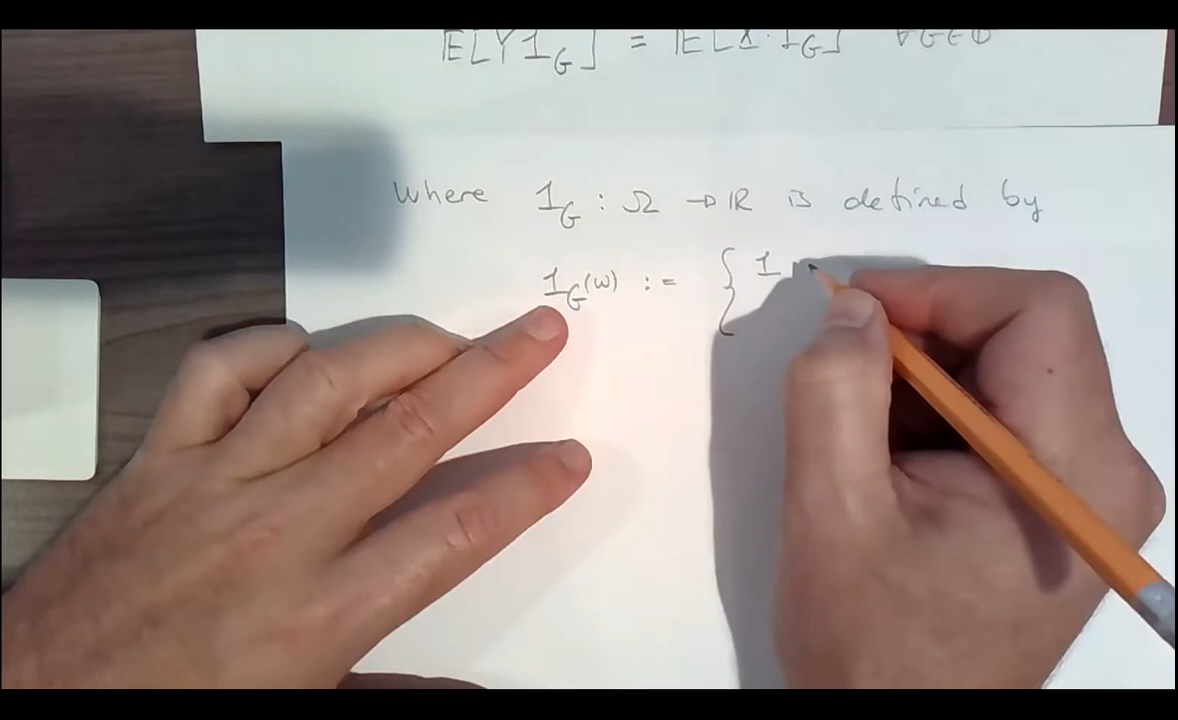 𝔼[Y 1_G] = 𝔼[X · 1_G] ∀ G ∈
Where 1_G : Ω → ℝ is defined by
1_G(ω) := { 1